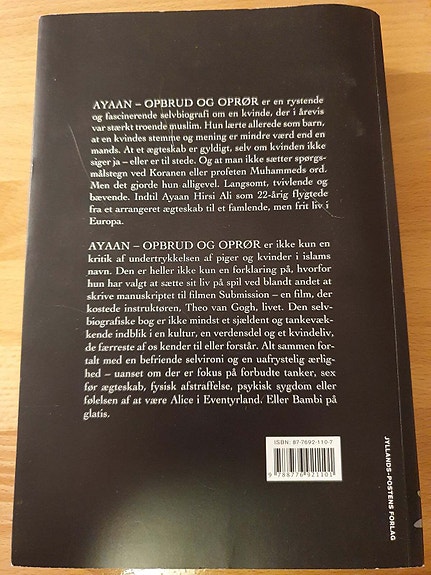 AYAAN – OPBRUD OG OPRØR er en rystende
og fascinerende selvbiografi om en kvinde, der i årevis
var stærkt troende muslim. Hun lærte allerede som barn,
at en kvindes stemme og mening er mindre værd end en
mands. At et ægteskab er gyldigt, selv om kvinden ikke
siger ja – eller er til stede. Og at man ikke sætter spørgs-
målstegn ved Koranen eller profeten Muhammeds ord.
Men det gjorde hun alligevel. Langsomt, tvivlende og
bævende. Indtil Ayaan Hirsi Ali som 22-årig flygtede
fra et arrangeret ægteskab til et famlende, men frit liv i
Europa.
AYAAN – OPBRUD OG OPRØR er ikke kun en
kritik af undertrykkelsen af piger og kvinder i islams
navn. Den er heller ikke kun en forklaring på, hvorfor
hun har valgt at sætte sit liv på spil ved blandt andet at
skrive manuskriptet til filmen Submission – en film, der
kostede instruktøren, Theo van Gogh, livet. Den selv-
biografiske bog er ikke mindst et sjældent og tankevæk-
kende indblik i en kultur, en verdensdel og et kvindeliv,
de færreste af os kender til eller forstår. Alt sammen for-
talt med en befriende selvironi og en uafrystelig ærlig-
hed – uanset om der er fokus på forbudte tanker, sex
før ægteskab, fysisk afstraffelse, psykisk sygdom eller
følelsen af at være Alice i Eventyrland. Eller Bambi på
glatis.
ISBN: 87-7692-110-7
9 788776 921101
JYLLANDS-POSTENS FORLAG